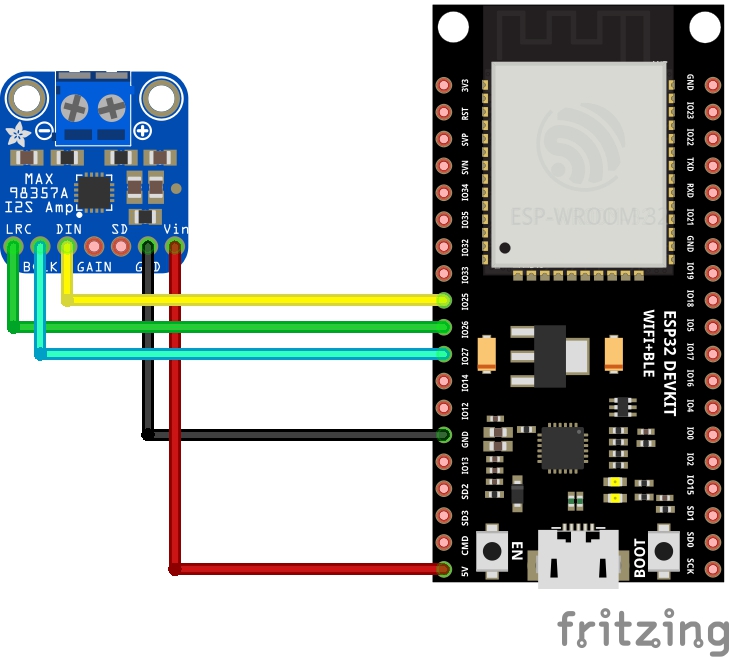 MAX
98357A
I2S Amp
LRC
BCLK
DIN
GAIN
SD
GND
Vin
3V3
RST
SVP
SVN
IO34
IO35
IO32
IO33
IO25
IO26
IO27
IO14
IO12
GND
IO13
SD2
SD3
CMD
5V
ESP-WROOM-32
ESP32 DEVKIT
WIFI+BLE
EN
BOOT
GND
IO23
IO22
TXD
RXD
IO21
GND
IO19
IO18
IO5
IO17
IO16
IO4
IO0
IO2
IO15
SD1
SD0
SCK
fritzing